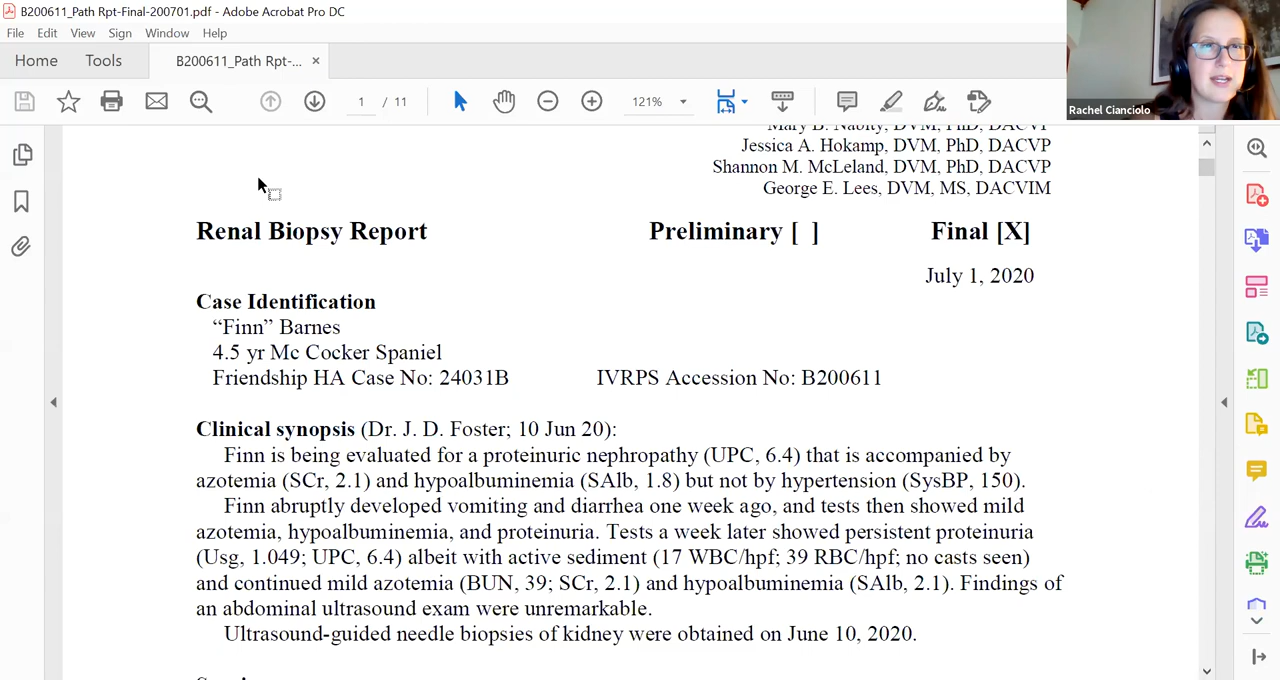 B200611_Path Rpt-Final-200701.pdf - Adobe Acrobat Pro DC
File Edit View Sign Window Help
Home Tools B200611_Path Rpt-... ×
1 / 11 121%
Rachel Cianciolo
Mary B. Nabity, DVM, PhD, DACVP
Jessica A. Hokamp, DVM, PhD, DACVP
Shannon M. McLeland, DVM, PhD, DACVP
George E. Lees, DVM, MS, DACVIM
Renal Biopsy Report Preliminary [ ] Final [X]
July 1, 2020
Case Identification
“Finn” Barnes
4.5 yr Mc Cocker Spaniel
Friendship HA Case No: 24031B IVRPS Accession No: B200611
Clinical synopsis (Dr. J. D. Foster; 10 Jun 20):
Finn is being evaluated for a proteinuric nephropathy (UPC, 6.4) that is accompanied by
azotemia (SCr, 2.1) and hypoalbuminemia (SAlb, 1.8) but not by hypertension (SysBP, 150).
Finn abruptly developed vomiting and diarrhea one week ago, and tests then showed mild
azotemia, hypoalbuminemia, and proteinuria. Tests a week later showed persistent proteinuria
(Usg, 1.049; UPC, 6.4) albeit with active sediment (17 WBC/hpf; 39 RBC/hpf; no casts seen)
and continued mild azotemia (BUN, 39; SCr, 2.1) and hypoalbuminemia (SAlb, 2.1). Findings of
an abdominal ultrasound exam were unremarkable.
Ultrasound-guided needle biopsies of kidney were obtained on June 10, 2020.